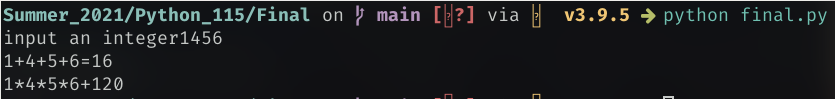 Summer_2021/Python_115/Final on main [?] via v3.9.5 → python final.py
input an integer1456
1+4+5+6=16
1*4*5*6+120